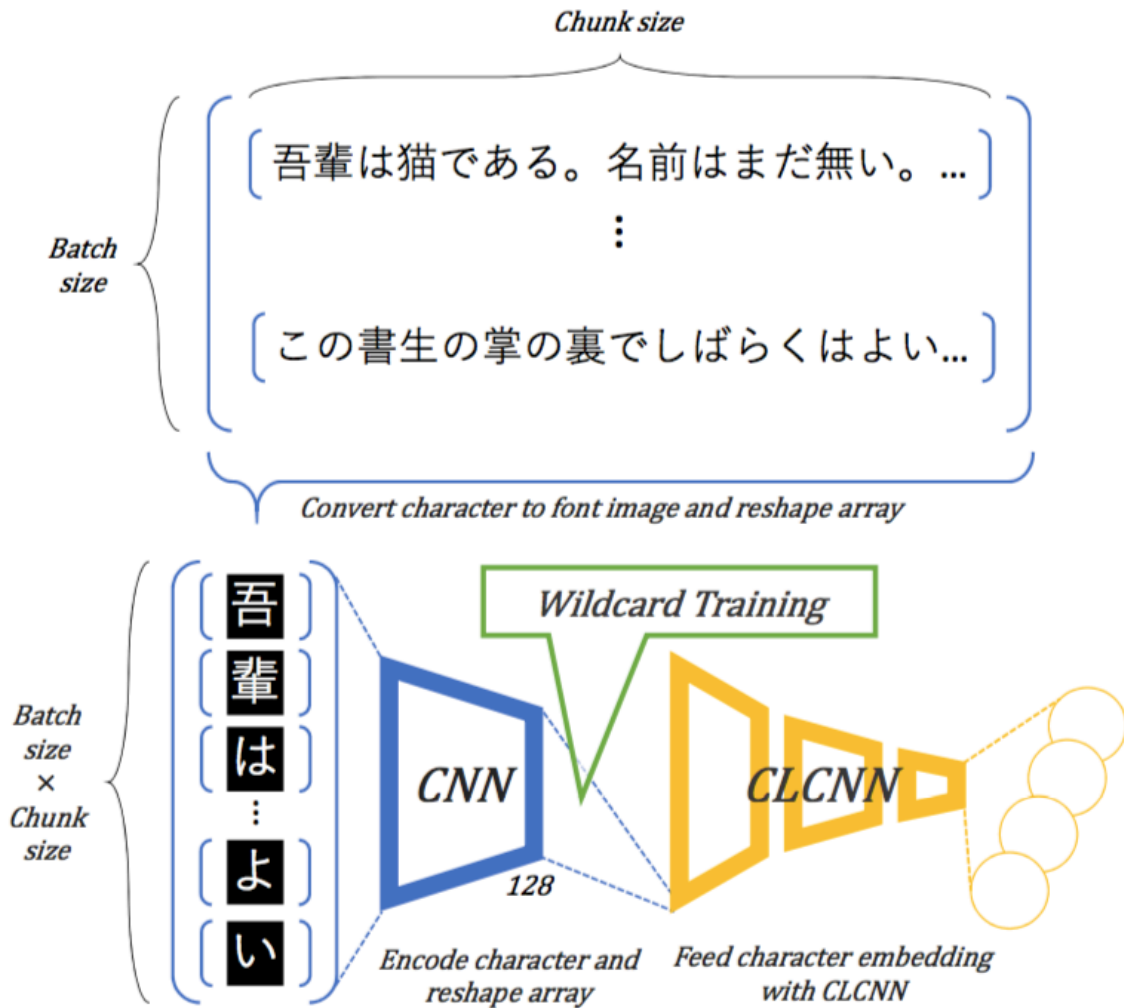 Chunk size
Batch
size
吾輩は猫である。名前はまだ無い。...
⋮
この書生の掌の裏でしばらくはよい...
Convert character to font image and reshape array
Batch
size
×
Chunk
size
吾
輩
は
⋮
よ
い
Wildcard Training
CNN
128
CLCNN
Encode character and
reshape array
Feed character embedding
with CLCNN